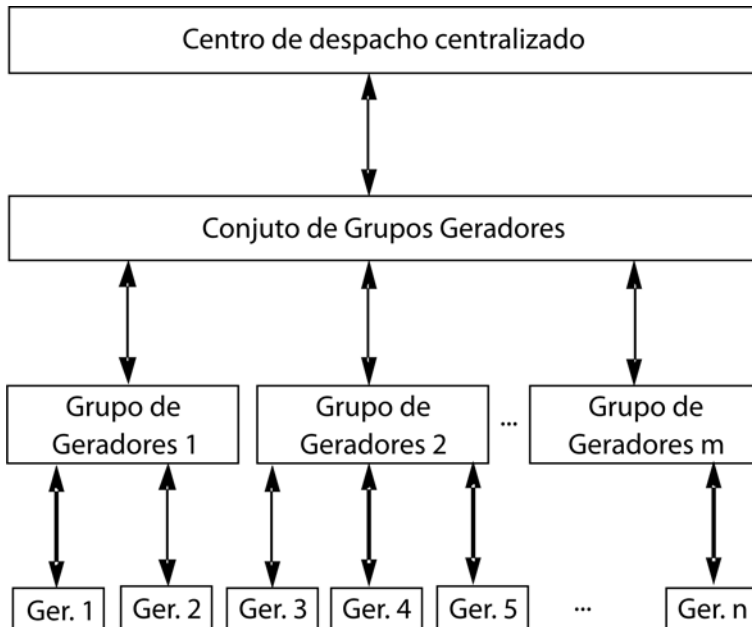 Centro de despacho centralizado
Conjuto de Grupos Geradores
Grupo de
Geradores 1
Grupo de
Geradores 2
...
Grupo de
Geradores m
Ger. 1
Ger. 2
Ger. 3
Ger. 4
Ger. 5
...
Ger. n